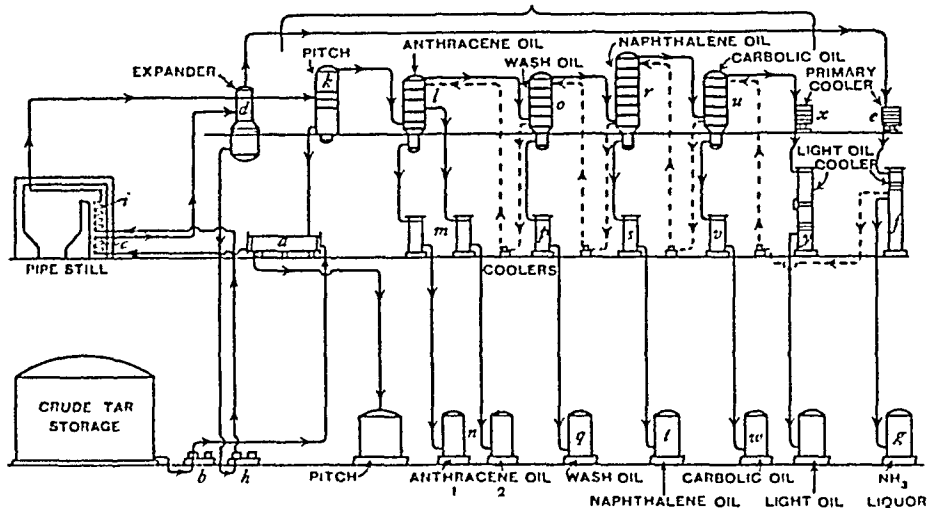 ANTHRACENE OIL
NAPHTHALENE OIL
PITCH
WASH OIL
CARBOLIC OIL
EXPANDER
PRIMARY
COOLER
k
d
l
o
r
u
x
e
LIGHT OIL
COOLER
i
c
a
m
p
s
v
y
f
PIPE STILL
COOLERS
CRUDE TAR
STORAGE
n
q
t
w
g
b
h
PITCH
ANTHRACENE OIL
1 2
WASH OIL
NAPHTHALENE OIL
CARBOLIC OIL
LIGHT OIL
NH3
LIQUOR